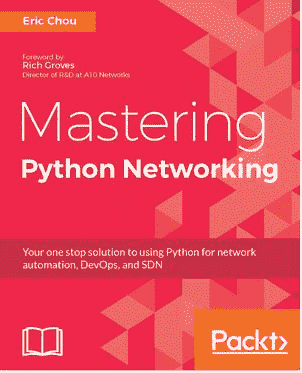 Eric Chou
Foreword by
Rich Groves
Director of R&D at A10 Networks
Mastering
Python Networking
Your one stop solution to using Python for network
automation, DevOps, and SDN
Packt>